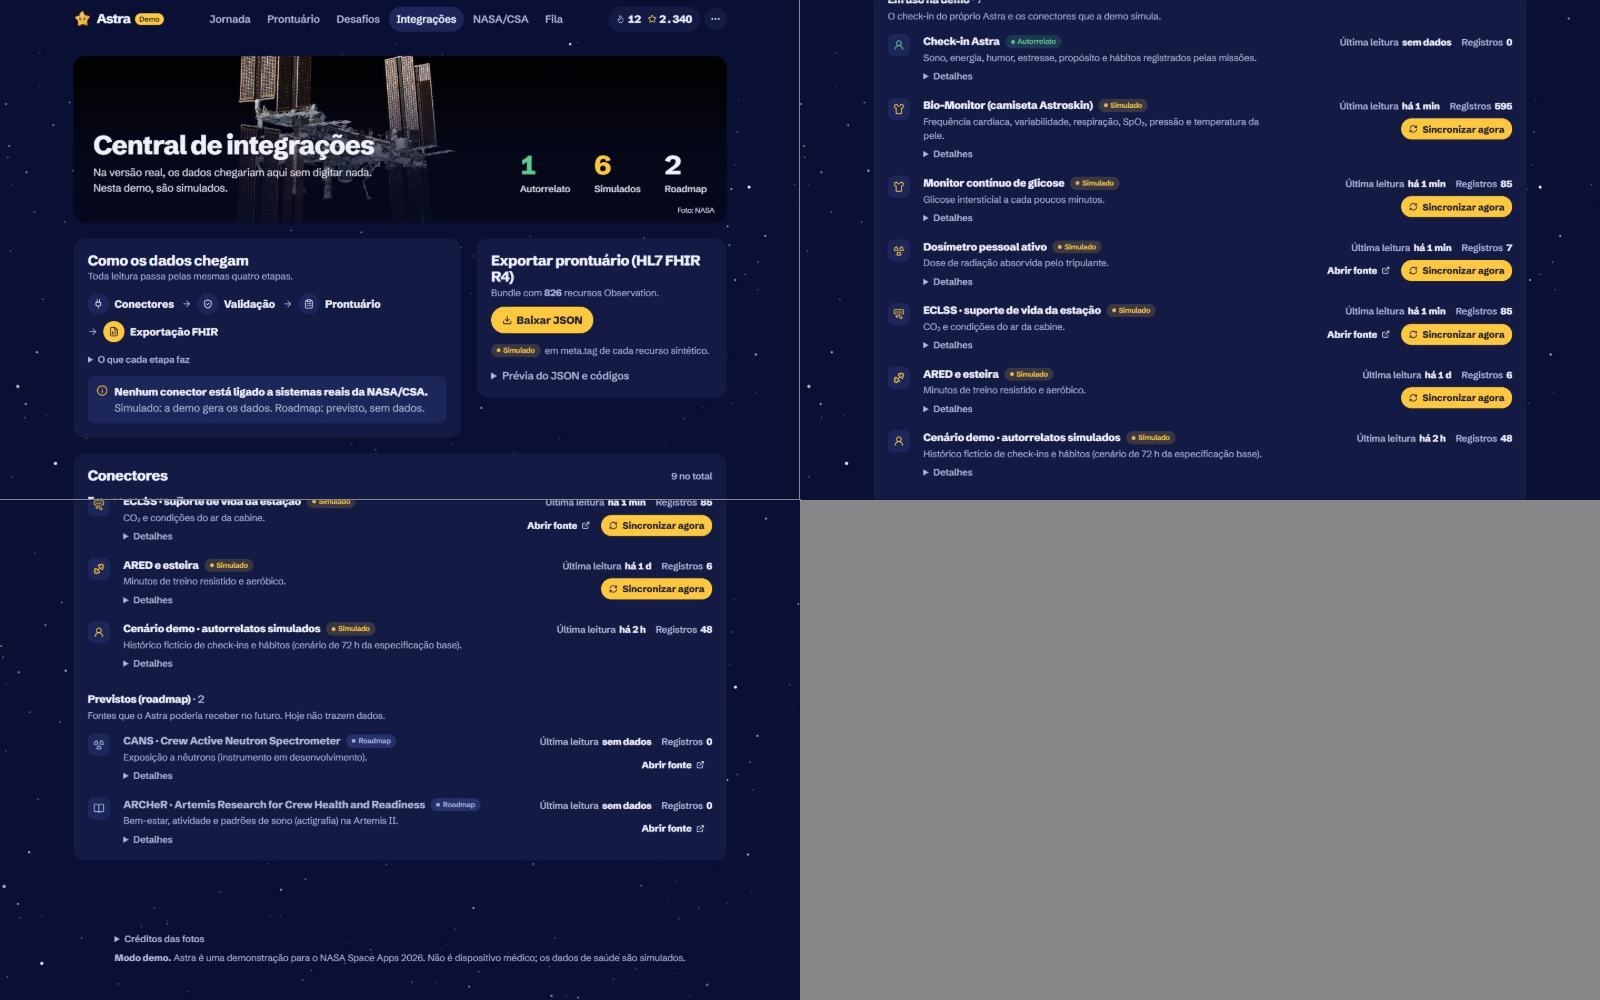 Astra Demo
Jornada Prontuário Desafios Integrações NASA/CSA Fila
12 2.340
Central de integrações
Na versão real, os dados chegariam aqui sem digitar nada.
Nesta demo, são simulados.
1 6 2
Autorrelato Simulados Roadmap
Foto: NASA
Como os dados chegam
Toda leitura passa pelas mesmas quatro etapas.
Conectores → Validação → Prontuário
→ Exportação FHIR
O que cada etapa faz
Nenhum conector está ligado a sistemas reais da NASA/CSA.
Simulado: a demo gera os dados. Roadmap: previsto, sem dados.
Exportar prontuário (HL7 FHIR
R4)
Bundle com 826 recursos Observation.
Baixar JSON
Simulado em meta.tag de cada recurso sintético.
Prévia do JSON e códigos
Conectores
9 no total
O check-in do próprio Astra e os conectores que a demo simula.
Check-in Astra Autorrelato
Última leitura sem dados Registros 0
Sono, energia, humor, estresse, propósito e hábitos registrados pelas missões.
Detalhes
Bio-Monitor (camiseta Astroskin) Simulado
Última leitura há 1 min Registros 595
Frequência cardíaca, variabilidade, respiração, SpO₂, pressão e temperatura da
pele.
Sincronizar agora
Detalhes
Monitor contínuo de glicose Simulado
Última leitura há 1 min Registros 85
Glicose intersticial a cada poucos minutos.
Sincronizar agora
Detalhes
Dosímetro pessoal ativo Simulado
Última leitura há 1 min Registros 7
Dose de radiação absorvida pelo tripulante.
Abrir fonte Sincronizar agora
Detalhes
ECLSS · suporte de vida da estação Simulado
Última leitura há 1 min Registros 85
CO₂ e condições do ar da cabine.
Abrir fonte Sincronizar agora
Detalhes
ARED e esteira Simulado
Última leitura há 1 d Registros 6
Minutos de treino resistido e aeróbico.
Sincronizar agora
Detalhes
Cenário demo · autorrelatos simulados Simulado
Última leitura há 2 h Registros 48
Histórico fictício de check-ins e hábitos (cenário de 72 h da especificação base).
Detalhes
ECLSS · suporte de vida da estação Simulado
Última leitura há 1 min Registros 85
CO₂ e condições do ar da cabine.
Abrir fonte Sincronizar agora
Detalhes
ARED e esteira Simulado
Última leitura há 1 d Registros 6
Minutos de treino resistido e aeróbico.
Sincronizar agora
Detalhes
Cenário demo · autorrelatos simulados Simulado
Última leitura há 2 h Registros 48
Histórico fictício de check-ins e hábitos (cenário de 72 h da especificação base).
Detalhes
Previstos (roadmap) · 2
Fontes que o Astra poderia receber no futuro. Hoje não trazem dados.
CANS · Crew Active Neutron Spectrometer Roadmap
Última leitura sem dados Registros 0
Exposição a nêutrons (instrumento em desenvolvimento).
Abrir fonte
Detalhes
ARCHeR · Artemis Research for Crew Health and Readiness Roadmap
Última leitura sem dados Registros 0
Bem-estar, atividade e padrões de sono (actigrafia) na Artemis II.
Abrir fonte
Detalhes
Créditos das fotos
Modo demo. Astra é uma demonstração para o NASA Space Apps 2026. Não é dispositivo médico; os dados de saúde são simulados.